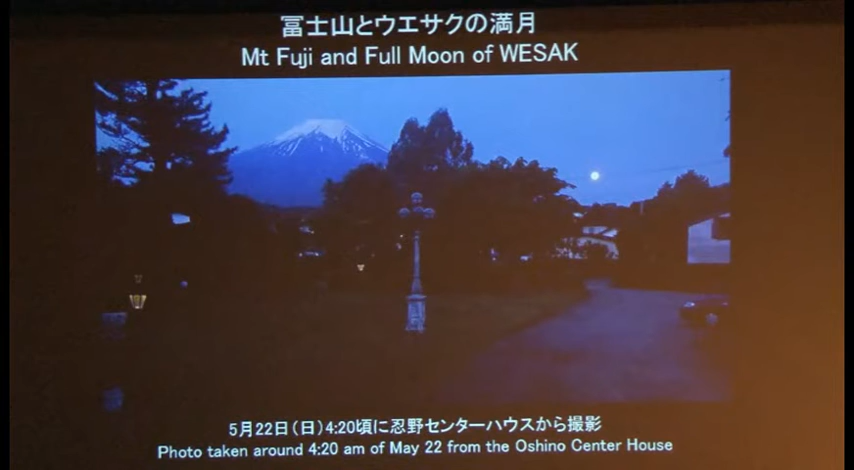 冨士山とウエサクの満月
Mt Fuji and Full Moon of WESAK
5月22日(日)4:20頃に忍野センターハウスから撮影
Photo taken around 4:20 am of May 22 from the Oshino Center House